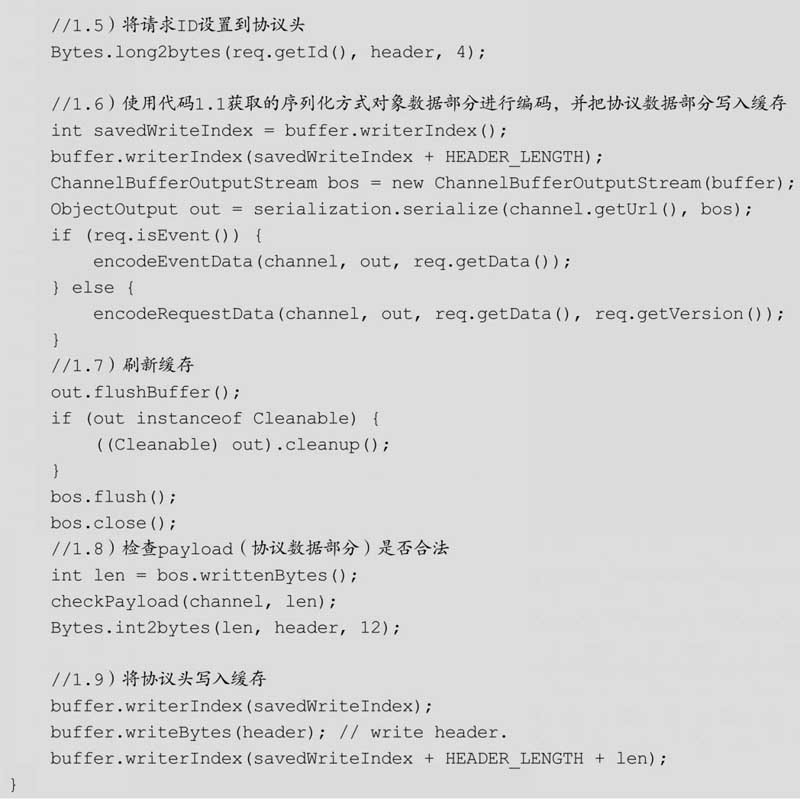 //1.5）将请求ID设置到协议头
Bytes.long2bytes(req.getId(), header, 4);

//1.6）使用代码1.1获取的序列化方式对象数据部分进行编码，并把协议数据部分写入缓存
int savedWriteIndex = buffer.writerIndex();
buffer.writerIndex(savedWriteIndex + HEADER_LENGTH);
ChannelBufferOutputStream bos = new ChannelBufferOutputStream(buffer);
ObjectOutput out = serialization.serialize(channel.getUrl(), bos);
if (req.isEvent()) {
    encodeEventData(channel, out, req.getData());
} else {
    encodeRequestData(channel, out, req.getData(), req.getVersion());
}
//1.7）刷新缓存
out.flushBuffer();
if (out instanceof Cleanable) {
    ((Cleanable) out).cleanup();
}
bos.flush();
bos.close();
//1.8）检查payload（协议数据部分）是否合法
int len = bos.writtenBytes();
checkPayload(channel, len);
Bytes.int2bytes(len, header, 12);

//1.9）将协议头写入缓存
buffer.writerIndex(savedWriteIndex);
buffer.writeBytes(header); // write header.
buffer.writerIndex(savedWriteIndex + HEADER_LENGTH + len);
}